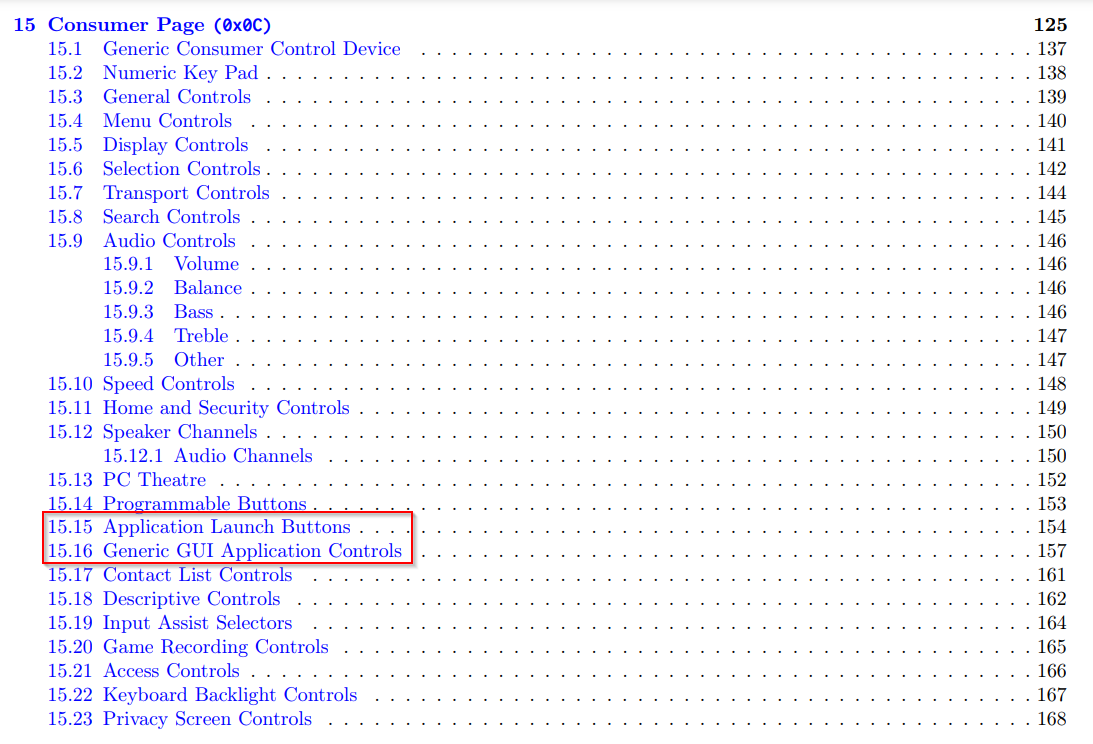 15 Consumer Page (0x0C) 125
15.1 Generic Consumer Control Device . . . . . . . . . . . . . . . . . . . . . . . . . . . . . . . . . . . . . . . . 137
15.2 Numeric Key Pad . . . . . . . . . . . . . . . . . . . . . . . . . . . . . . . . . . . . . . . . . . . . . . . . . . 138
15.3 General Controls . . . . . . . . . . . . . . . . . . . . . . . . . . . . . . . . . . . . . . . . . . . . . . . . . . 139
15.4 Menu Controls . . . . . . . . . . . . . . . . . . . . . . . . . . . . . . . . . . . . . . . . . . . . . . . . . . . 140
15.5 Display Controls . . . . . . . . . . . . . . . . . . . . . . . . . . . . . . . . . . . . . . . . . . . . . . . . . . 141
15.6 Selection Controls . . . . . . . . . . . . . . . . . . . . . . . . . . . . . . . . . . . . . . . . . . . . . . . . . . 142
15.7 Transport Controls . . . . . . . . . . . . . . . . . . . . . . . . . . . . . . . . . . . . . . . . . . . . . . . . . 144
15.8 Search Controls . . . . . . . . . . . . . . . . . . . . . . . . . . . . . . . . . . . . . . . . . . . . . . . . . . . 145
15.9 Audio Controls . . . . . . . . . . . . . . . . . . . . . . . . . . . . . . . . . . . . . . . . . . . . . . . . . . . 146
15.9.1 Volume . . . . . . . . . . . . . . . . . . . . . . . . . . . . . . . . . . . . . . . . . . . . . . . . . . . 146
15.9.2 Balance . . . . . . . . . . . . . . . . . . . . . . . . . . . . . . . . . . . . . . . . . . . . . . . . . . . 146
15.9.3 Bass . . . . . . . . . . . . . . . . . . . . . . . . . . . . . . . . . . . . . . . . . . . . . . . . . . . . . 146
15.9.4 Treble . . . . . . . . . . . . . . . . . . . . . . . . . . . . . . . . . . . . . . . . . . . . . . . . . . . . 147
15.9.5 Other . . . . . . . . . . . . . . . . . . . . . . . . . . . . . . . . . . . . . . . . . . . . . . . . . . . . 147
15.10 Speed Controls . . . . . . . . . . . . . . . . . . . . . . . . . . . . . . . . . . . . . . . . . . . . . . . . . . . 148
15.11 Home and Security Controls . . . . . . . . . . . . . . . . . . . . . . . . . . . . . . . . . . . . . . . . . . . . 149
15.12 Speaker Channels . . . . . . . . . . . . . . . . . . . . . . . . . . . . . . . . . . . . . . . . . . . . . . . . . . 150
15.12.1 Audio Channels . . . . . . . . . . . . . . . . . . . . . . . . . . . . . . . . . . . . . . . . . . . . . . 150
15.13 PC Theatre . . . . . . . . . . . . . . . . . . . . . . . . . . . . . . . . . . . . . . . . . . . . . . . . . . . . . 152
15.14 Programmable Buttons . . . . . . . . . . . . . . . . . . . . . . . . . . . . . . . . . . . . . . . . . . . . . . . 153
15.15 Application Launch Buttons . . . . . . . . . . . . . . . . . . . . . . . . . . . . . . . . . . . . . . . . . 154
15.16 Generic GUI Application Controls . . . . . . . . . . . . . . . . . . . . . . . . . . . . . . . . . . . . . . . . 157
15.17 Contact List Controls . . . . . . . . . . . . . . . . . . . . . . . . . . . . . . . . . . . . . . . . . . . . . . . 161
15.18 Descriptive Controls . . . . . . . . . . . . . . . . . . . . . . . . . . . . . . . . . . . . . . . . . . . . . . . . 162
15.19 Input Assist Selectors . . . . . . . . . . . . . . . . . . . . . . . . . . . . . . . . . . . . . . . . . . . . . . . 164
15.20 Game Recording Controls . . . . . . . . . . . . . . . . . . . . . . . . . . . . . . . . . . . . . . . . . . . . . 165
15.21 Access Controls . . . . . . . . . . . . . . . . . . . . . . . . . . . . . . . . . . . . . . . . . . . . . . . . . . . 166
15.22 Keyboard Backlight Controls . . . . . . . . . . . . . . . . . . . . . . . . . . . . . . . . . . . . . . . . . . . 167
15.23 Privacy Screen Controls . . . . . . . . . . . . . . . . . . . . . . . . . . . . . . . . . . . . . . . . . . . . . . 168